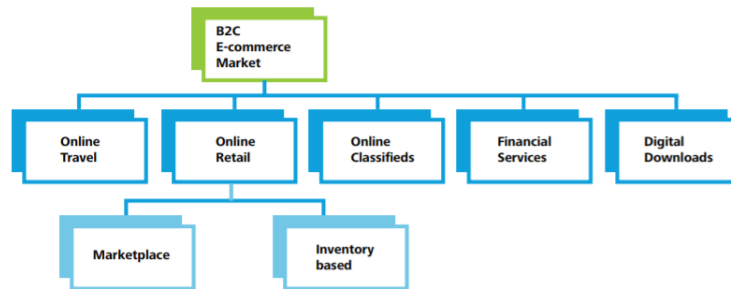 B2C
E-commerce
Market
Online
Travel
Online
Retail
Online
Classifieds
Financial
Services
Digital
Downloads
Marketplace
Inventory
based